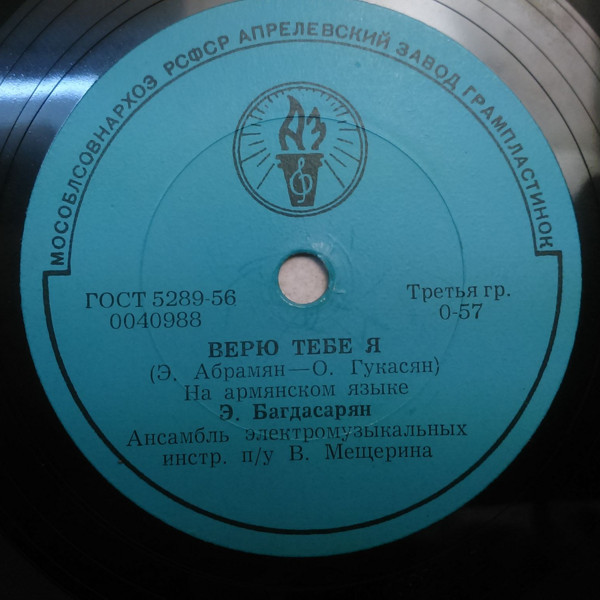 МОСОБЛСОВНАРХОЗ РСФСР АПРЕЛЕВСКИЙ ЗАВОД ГРАМПЛАСТИНОК
АЗ
ГОСТ 5289-56
0040988
Третья гр.
0-57
ВЕРЮ ТЕБЕ Я
(Э. Абрамян—О. Гукасян)
На армянском языке
Э. Багдасарян
Ансамбль электромузыкальных
инстр. п/у В. Мещерина